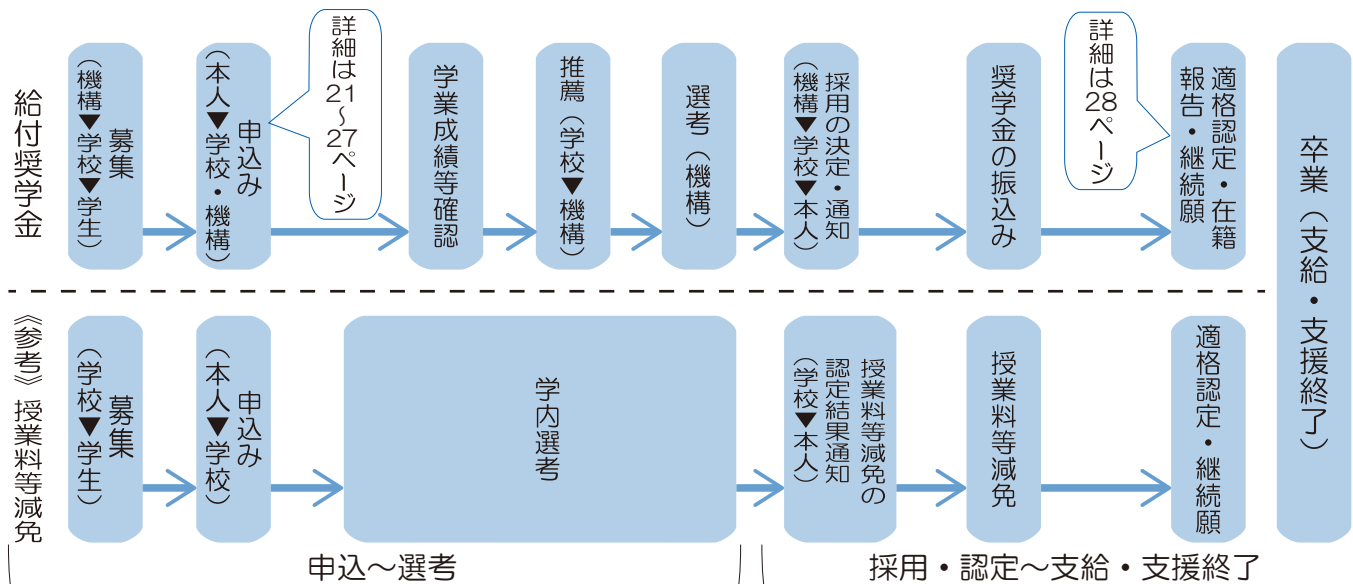 給付奨学金
募集
(機構▼学校▼学生)
申込み
(本人▼学校・機構)
詳細は
21～27ページ
学業成績等確認
推薦(学校▼機構)
選考(機構)
採用の決定・通知
(機構▼学校▼本人)
奨学金の振込み
詳細は
28ページ
適格認定・在籍
報告・継続願
卒業(支給・支援終了)
《参考》授業料等減免
募集
(学校▼学生)
申込み
(本人▼学校)
学内選考
授業料等減免の
認定結果通知
(学校▼本人)
授業料等減免
適格認定・継続願
申込～選考
採用・認定～支給・支援終了